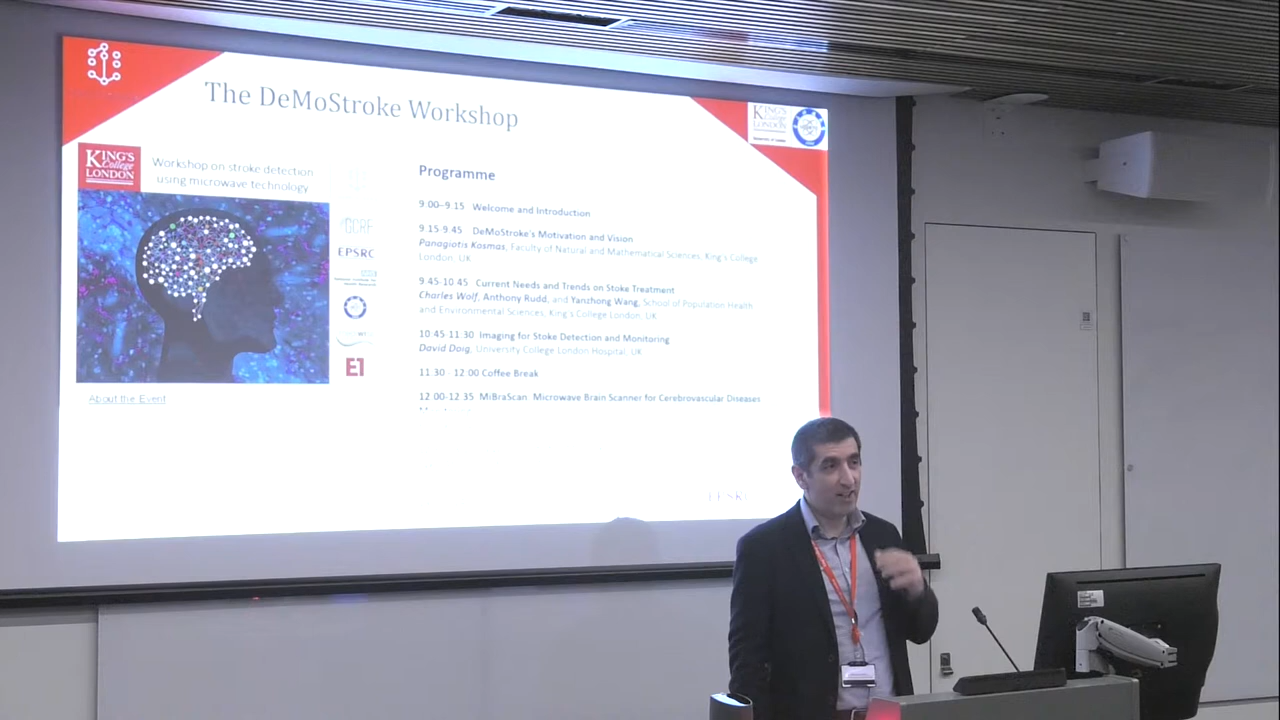 The DeMoStroke Workshop
KING'S
College
LONDON
KING'S
College
LONDON
Workshop on stroke detection
using microwave technology
EPSRC
E1
About the Event
Programme
9.00–9.15 Welcome and Introduction
9.15-9.45 DeMoStroke's Motivation and Vision
Panagiotis Kosmas, Faculty of Natural and Mathematical Sciences, King's College
London, UK
9.45-10.45 Current Needs and Trends on Stroke Treatment
Charles Wolf, Anthony Rudd, and Yanzhong Wang, School of Population Health
and Environmental Sciences, King's College London, UK
10.45-11.30 Imaging for Stoke Detection and Monitoring
David Doig, University College London Hospital, UK
11.30 - 12.00 Coffee Break
12.00-12.35 MiBraScan: Microwave Brain Scanner for Cerebrovascular Diseases